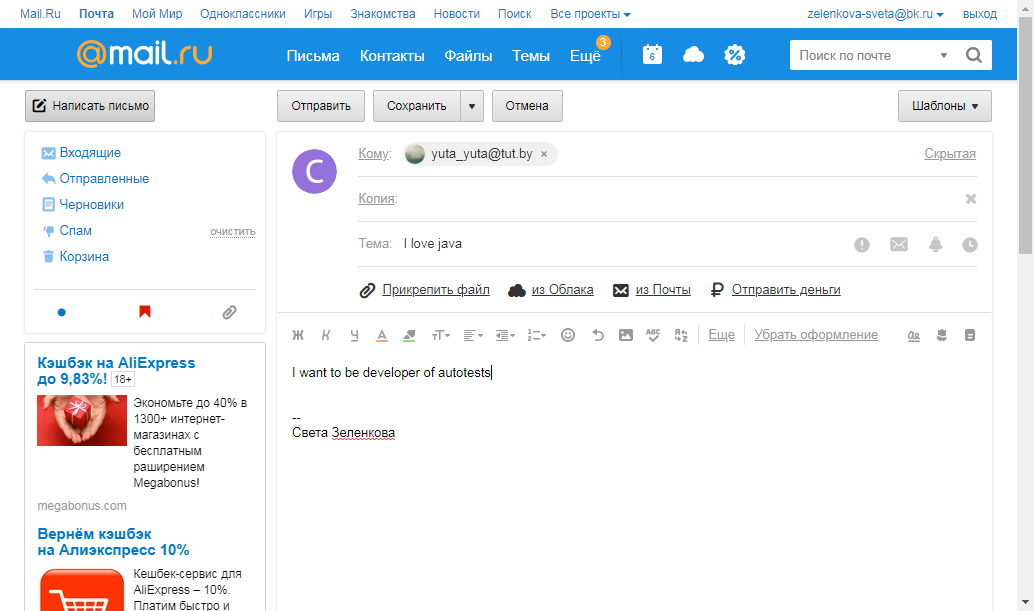 Mail.Ru Почта Мой Мир Одноклассники Игры Знакомства Новости Поиск Все проекты zelenkova-sveta@bk.ru выход
@mail.ru Письма Контакты Файлы Темы Ещё 3 6 Поиск по почте
Написать письмо Отправить Сохранить Отмена Шаблоны
Входящие
Отправленные
Черновики
Спам очистить
Корзина
Кэшбэк на AliExpress
до 9,83%! 18+
Экономьте до 40% в
1300+ интернет-
магазинах с
бесплатным
раширением
Megabonus!
megabonus.com
Вернём кэшбэк
на Алиэкспресс 10%
Кешбек-сервис для
AliExpress – 10%.
Платим быстро и
С
Кому: yuta_yuta@tut.by × Скрытая
Копия:
Тема: I love java
Прикрепить файл из Облака из Почты Отправить деньги
Ж К Ч А тТ ABC Еще Убрать оформление
I want to be developer of autotests
--
Света Зеленкова